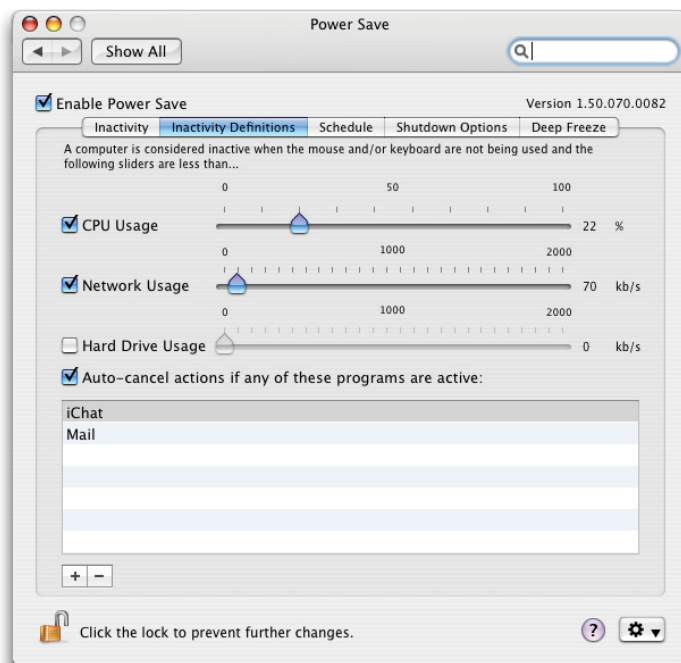 Power Save
Show All
Enable Power Save
Version 1.50.070.0082
Inactivity
Inactivity Definitions
Schedule
Shutdown Options
Deep Freeze
A computer is considered inactive when the mouse and/or keyboard are not being used and the
following sliders are less than...
0 50 100
CPU Usage 22 %
0 1000 2000
Network Usage 70 kb/s
0 1000 2000
Hard Drive Usage 0 kb/s
Auto-cancel actions if any of these programs are active:
iChat
Mail
+ −
Click the lock to prevent further changes.
?